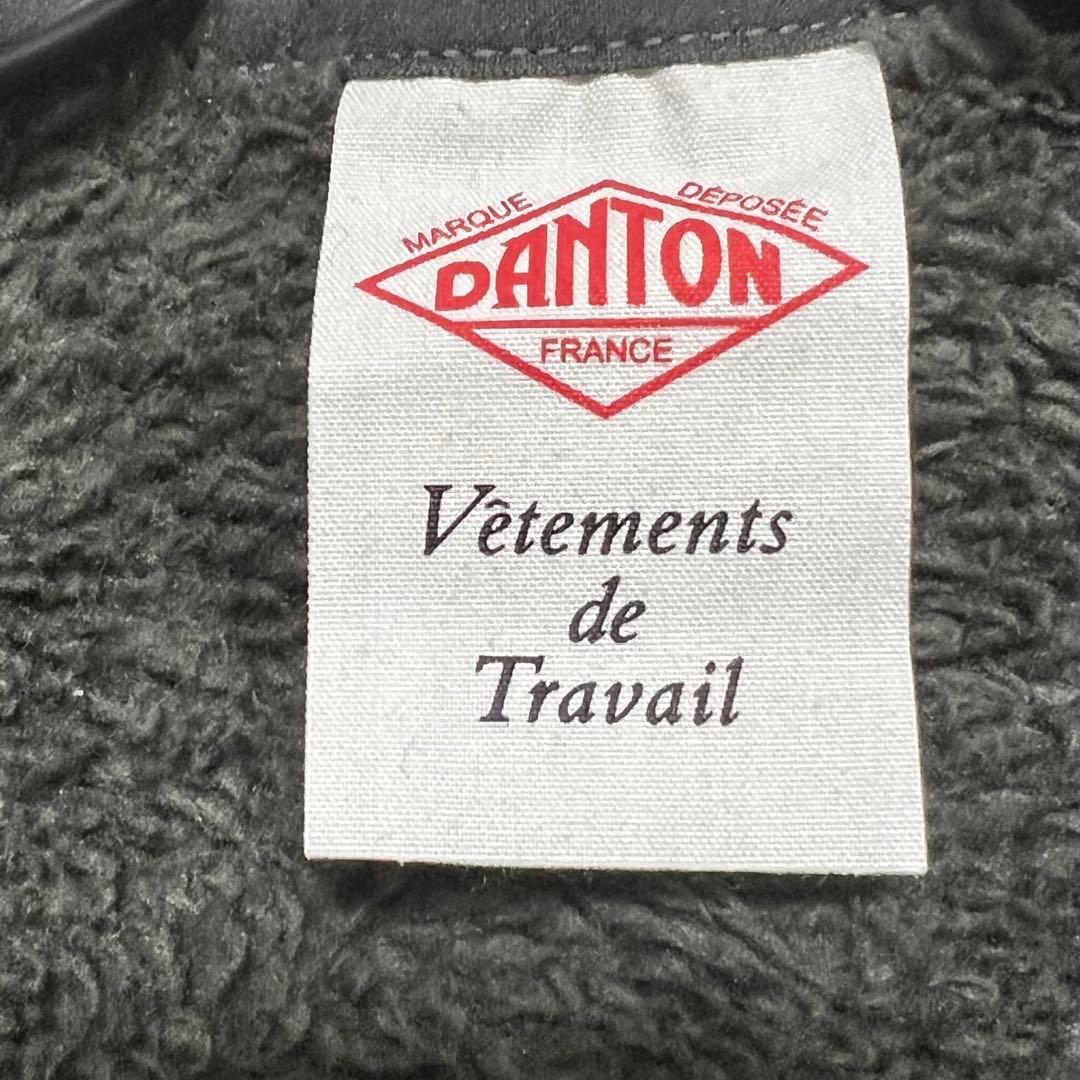 MARQUE DÉPOSÉE
DANTON
FRANCE
Vêtements
de
Travail